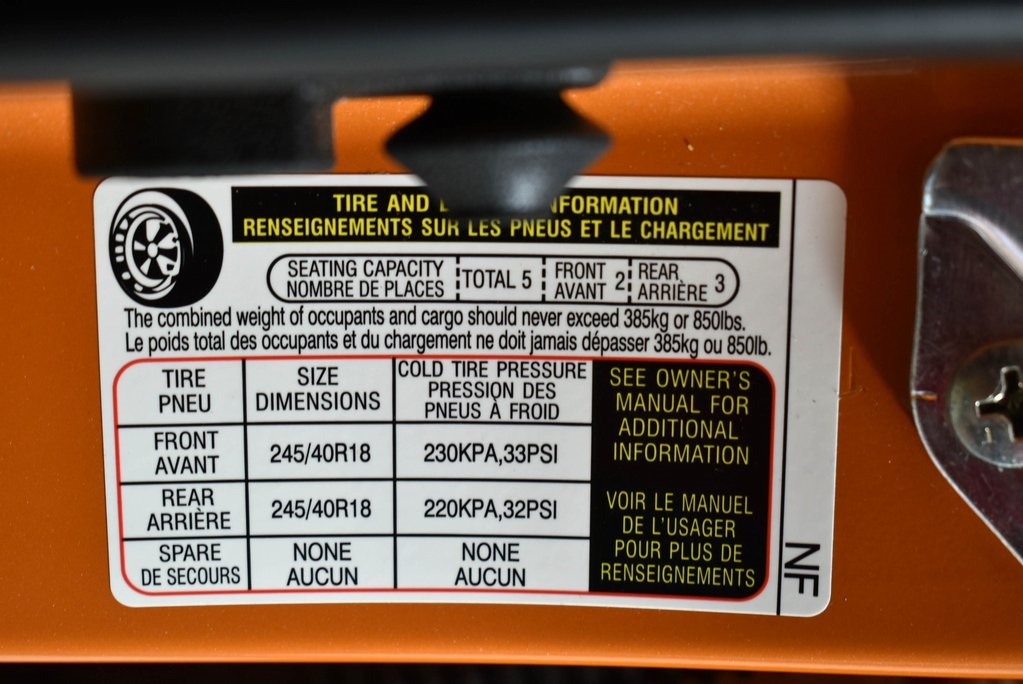 TIRE AND INFORMATION
RENSEIGNEMENTS SUR LES PNEUS ET LE CHARGEMENT
SEATING CAPACITY
NOMBRE DE PLACES
TOTAL 5
FRONT
AVANT
2
REAR
ARRIÈRE
3
The combined weight of occupants and cargo should never exceed 385kg or 850lbs.
Le poids total des occupants et du chargement ne doit jamais dépasser 385kg ou 850lb.
TIRE
PNEU
SIZE
DIMENSIONS
COLD TIRE PRESSURE
PRESSION DES
PNEUS À FROID
FRONT
AVANT
245/40R18
230KPA,33PSI
REAR
ARRIÈRE
245/40R18
220KPA,32PSI
SPARE
DE SECOURS
NONE
AUCUN
NONE
AUCUN
SEE OWNER'S
MANUAL FOR
ADDITIONAL
INFORMATION
VOIR LE MANUEL
DE L'USAGER
POUR PLUS DE
RENSEIGNEMENTS
NF